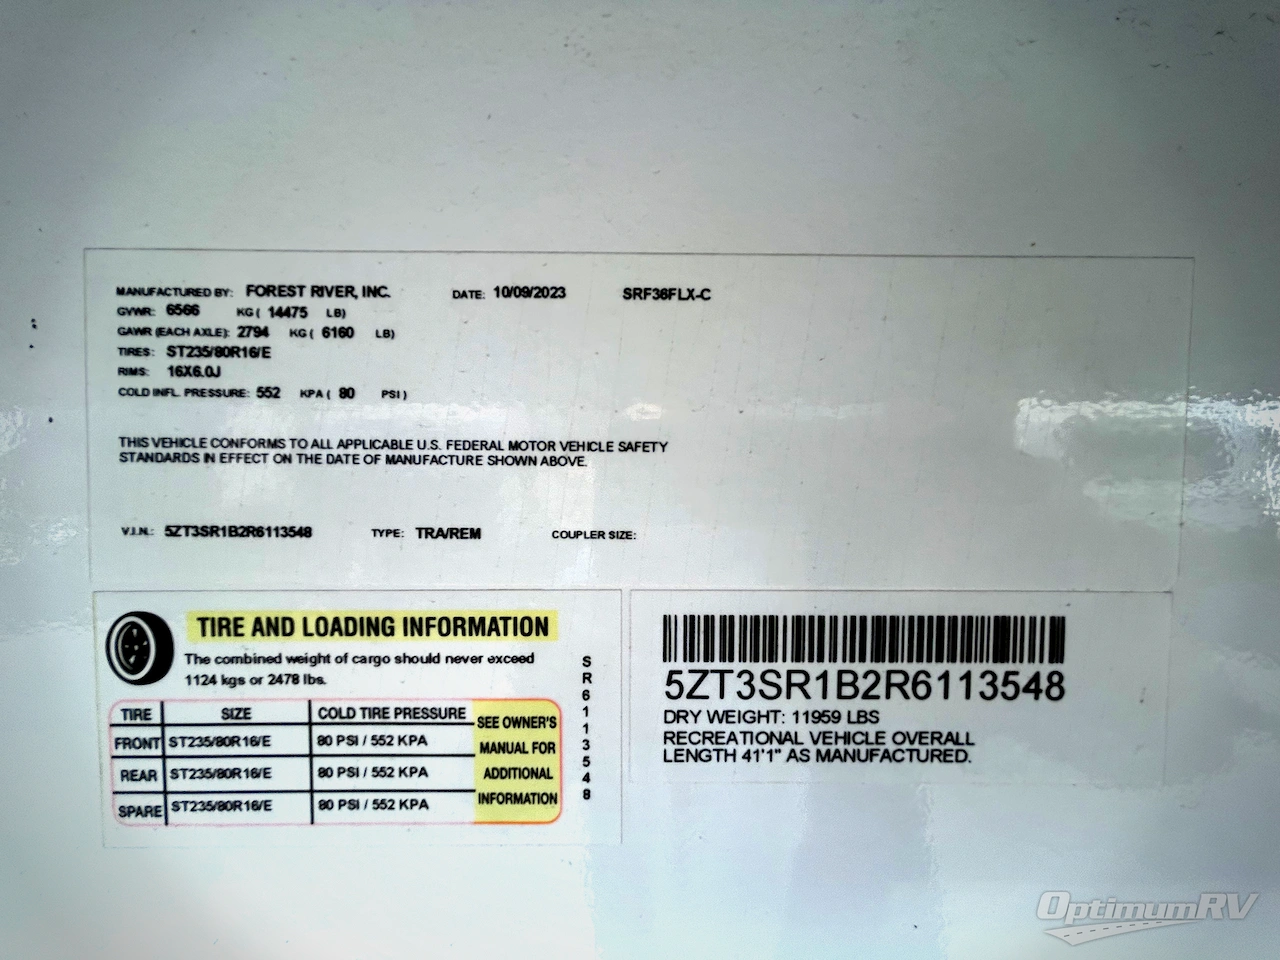 MANUFACTURED BY: FOREST RIVER, INC. DATE: 10/09/2023 SRF36FLX-C
GVWR: 6566 KG ( 14475 LB)
GAWR (EACH AXLE): 2794 KG ( 6160 LB)
TIRES: ST235/80R16/E
RIMS: 16X6.0J
COLD INFL. PRESSURE: 552 KPA ( 80 PSI )
THIS VEHICLE CONFORMS TO ALL APPLICABLE U.S. FEDERAL MOTOR VEHICLE SAFETY
STANDARDS IN EFFECT ON THE DATE OF MANUFACTURE SHOWN ABOVE.
V.I.N.: 5ZT3SR1B2R6113548 TYPE: TRA/REM COUPLER SIZE:
TIRE AND LOADING INFORMATION
The combined weight of cargo should never exceed
1124 kgs or 2478 lbs.
TIRE SIZE COLD TIRE PRESSURE
FRONT ST235/80R16/E 80 PSI / 552 KPA
REAR ST235/80R16/E 80 PSI / 552 KPA
SPARE ST235/80R16/E 80 PSI / 552 KPA
SEE OWNER'S
MANUAL FOR
ADDITIONAL
INFORMATION
SR6113548
5ZT3SR1B2R6113548
DRY WEIGHT: 11959 LBS
RECREATIONAL VEHICLE OVERALL
LENGTH 41'1" AS MANUFACTURED.
OptimumRV